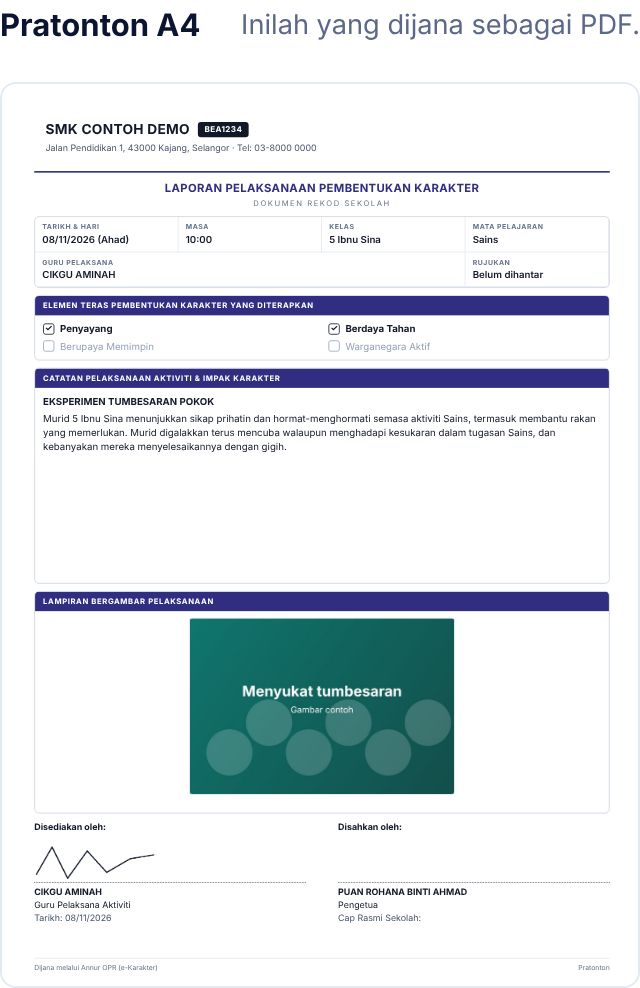 Pratonton A4 Inilah yang dijana sebagai PDF.
SMK CONTOH DEMO BEA1234
Jalan Pendidikan 1, 43000 Kajang, Selangor · Tel: 03-8000 0000
LAPORAN PELAKSANAAN PEMBENTUKAN KARAKTER
DOKUMEN REKOD SEKOLAH
TARIKH & HARI MASA KELAS MATA PELAJARAN
08/11/2026 (Ahad) 10:00 5 Ibnu Sina Sains
GURU PELAKSANA RUJUKAN
CIKGU AMINAH Belum dihantar
ELEMEN TERAS PEMBENTUKAN KARAKTER YANG DITERAPKAN
Penyayang Berdaya Tahan
Berupaya Memimpin Warganegara Aktif
CATATAN PELAKSANAAN AKTIVITI & IMPAK KARAKTER
EKSPERIMEN TUMBESARAN POKOK
Murid 5 Ibnu Sina menunjukkan sikap prihatin dan hormat-menghormati semasa aktiviti Sains, termasuk membantu rakan
yang memerlukan. Murid digalakkan terus mencuba walaupun menghadapi kesukaran dalam tugasan Sains, dan
kebanyakan mereka menyelesaikannya dengan gigih.
LAMPIRAN BERGAMBAR PELAKSANAAN
Menyukat tumbesaran
Gambar contoh
Disediakan oleh: Disahkan oleh:
CIKGU AMINAH PUAN ROHANA BINTI AHMAD
Guru Pelaksana Aktiviti Pengetua
Tarikh: 08/11/2026 Cap Rasmi Sekolah:
Dijana melalui Annur OPR (e-Karakter) Pratonton